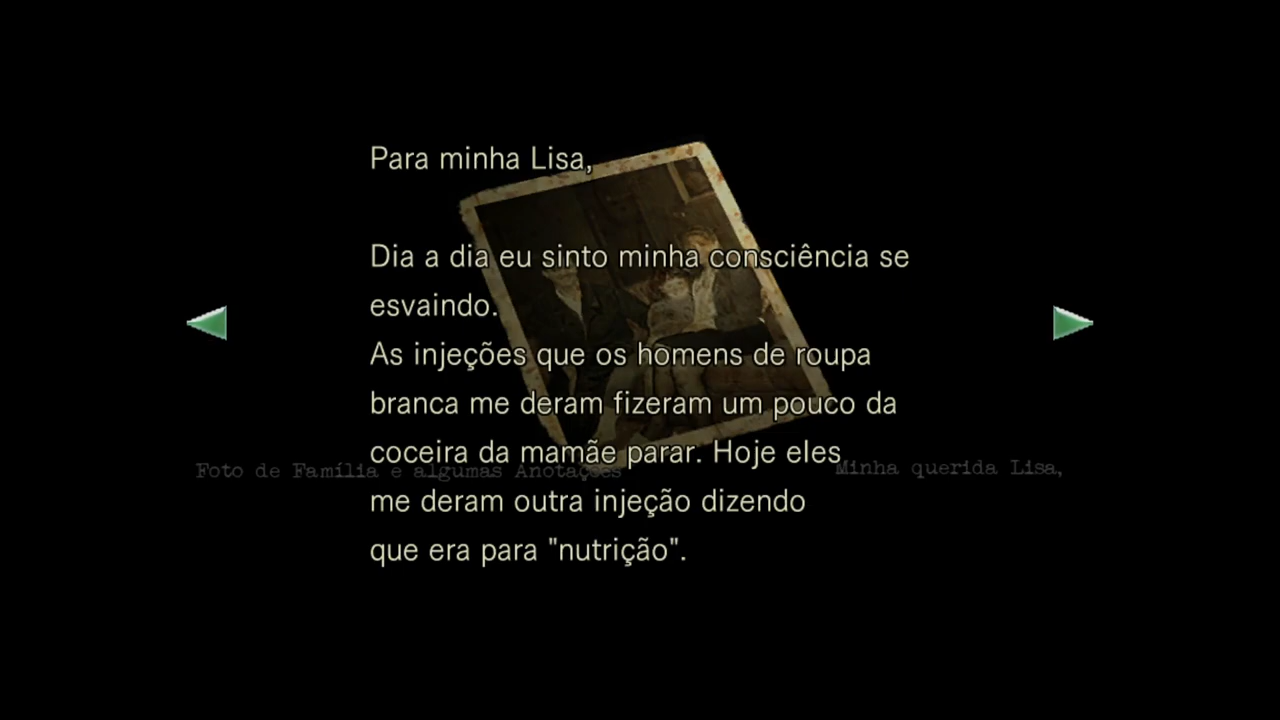 Para minha Lisa,
Dia a dia eu sinto minha consciência se
esvaindo.
As injeções que os homens de roupa
branca me deram fizeram um pouco da
coceira da mamãe parar. Hoje eles
me deram outra injeção dizendo
que era para "nutrição".
Foto de Família e algumas Anotações
Minha querida Lisa,